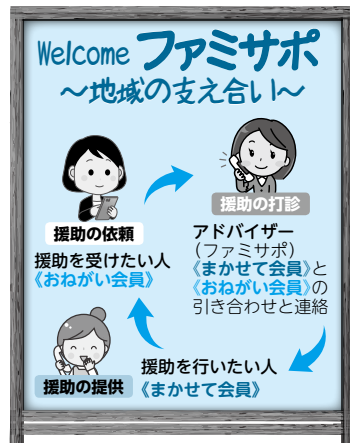 Welcome ファミサポ
〜地域の支え合い〜
援助の依頼
援助を受けたい人
《おねがい会員》
援助の打診
アドバイザー
（ファミサポ）
《まかせて会員》と
《おねがい会員》の
引き合わせと連絡
援助の提供
援助を行いたい人
《まかせて会員》